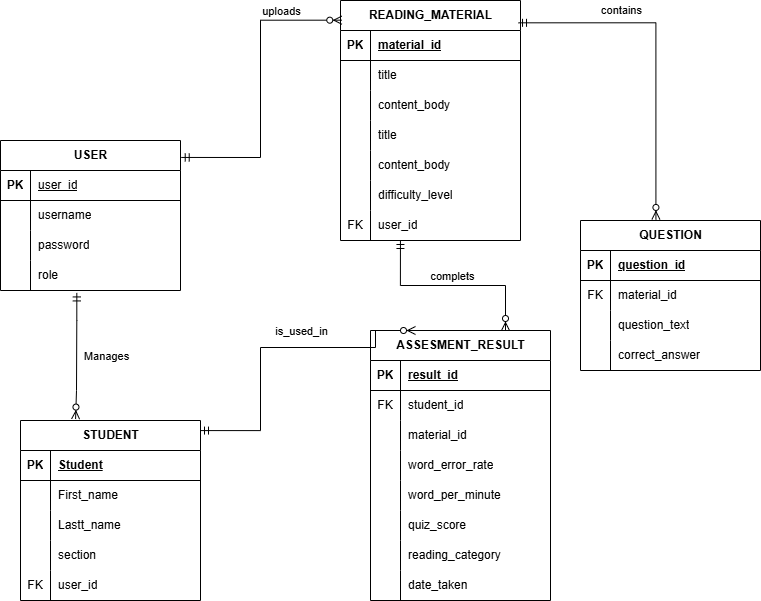 uploads
READING_MATERIAL
PK material_id
title
content_body
title
content_body
difficulty_level
FK user_id
contains
USER
PK user_id
username
password
role
QUESTION
PK question_id
FK material_id
question_text
correct_answer
complets
is_used_in
Manages
ASSESMENT_RESULT
PK result_id
FK student_id
material_id
word_error_rate
word_per_minute
quiz_score
reading_category
date_taken
STUDENT
PK Student
First_name
Lastt_name
section
FK user_id